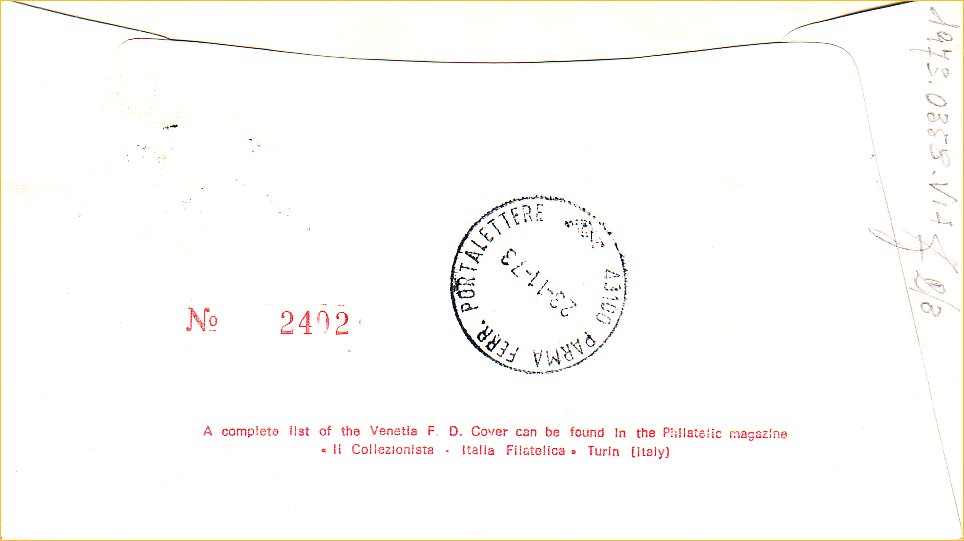 43100 PARMA FERR. PORTALETTERE
23-11-73
No 2402
A complete list of the Venetia F. D. Cover can be found in the Philatelic magazine
« Il Collezionista - Italia Filatelica » Turin (Italy)